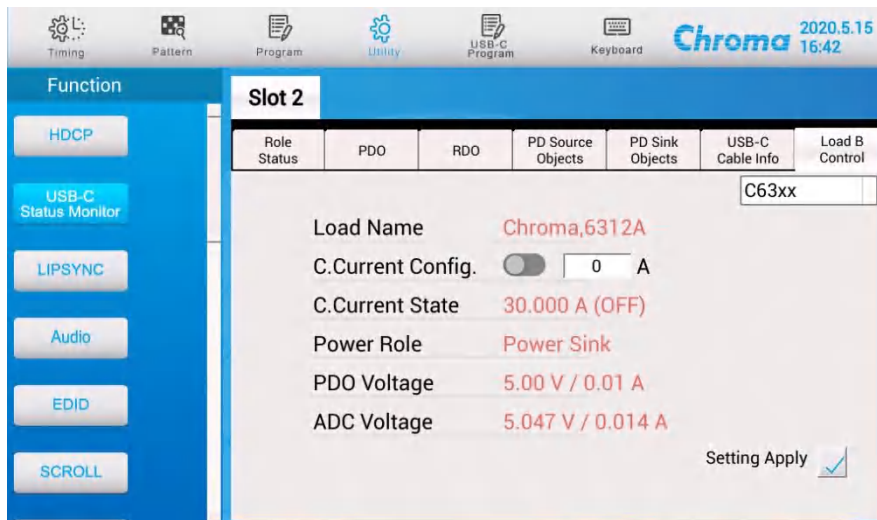 Timing
Pattern
Program
Utility
USB-C
Program
Keyboard
Chroma
2020.5.15
16:42
Function
HDCP
USB-C
Status Monitor
LIPSYNC
Audio
EDID
SCROLL
Slot 2
Role
Status
PDO
RDO
PD Source
Objects
PD Sink
Objects
USB-C
Cable Info
Load B
Control
C63xx
Load Name Chroma,6312A
C.Current Config. 0 A
C.Current State 30.000 A (OFF)
Power Role Power Sink
PDO Voltage 5.00 V / 0.01 A
ADC Voltage 5.047 V / 0.014 A
Setting Apply